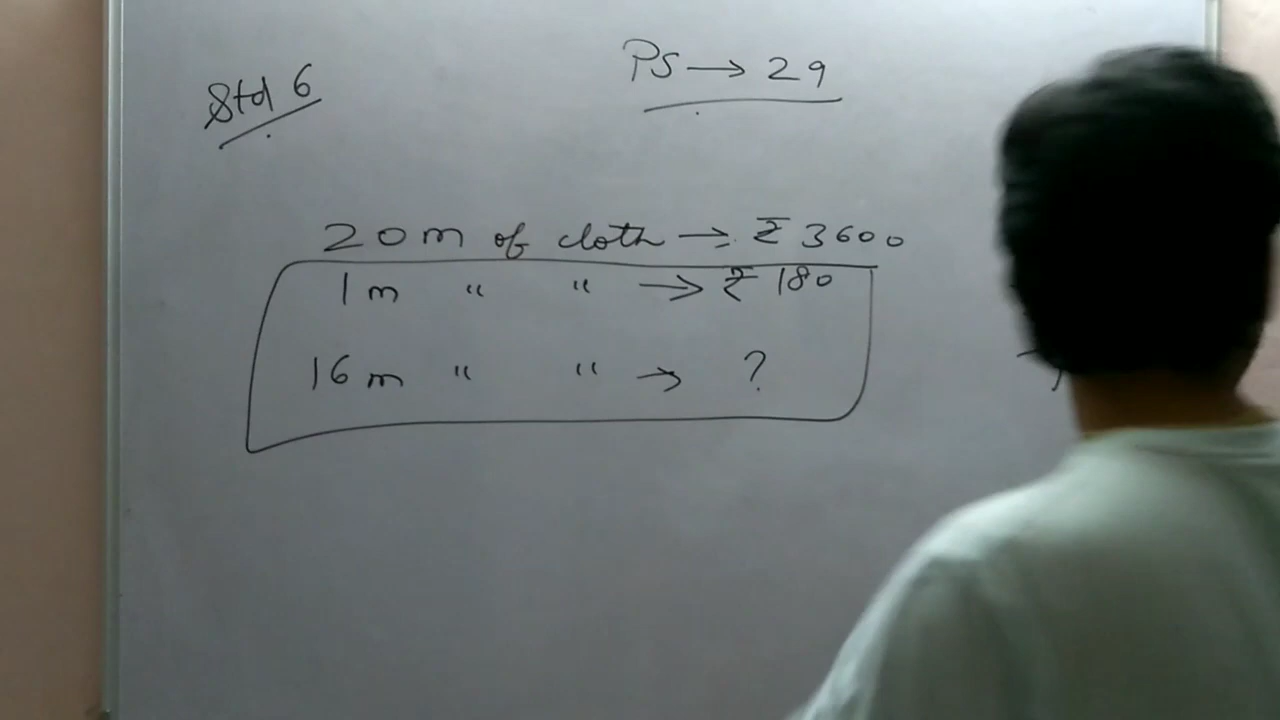 Std 6
PS → 29
20 m of cloth → ₹ 3600
1 m " " → ₹ 180
16 m " " → ?